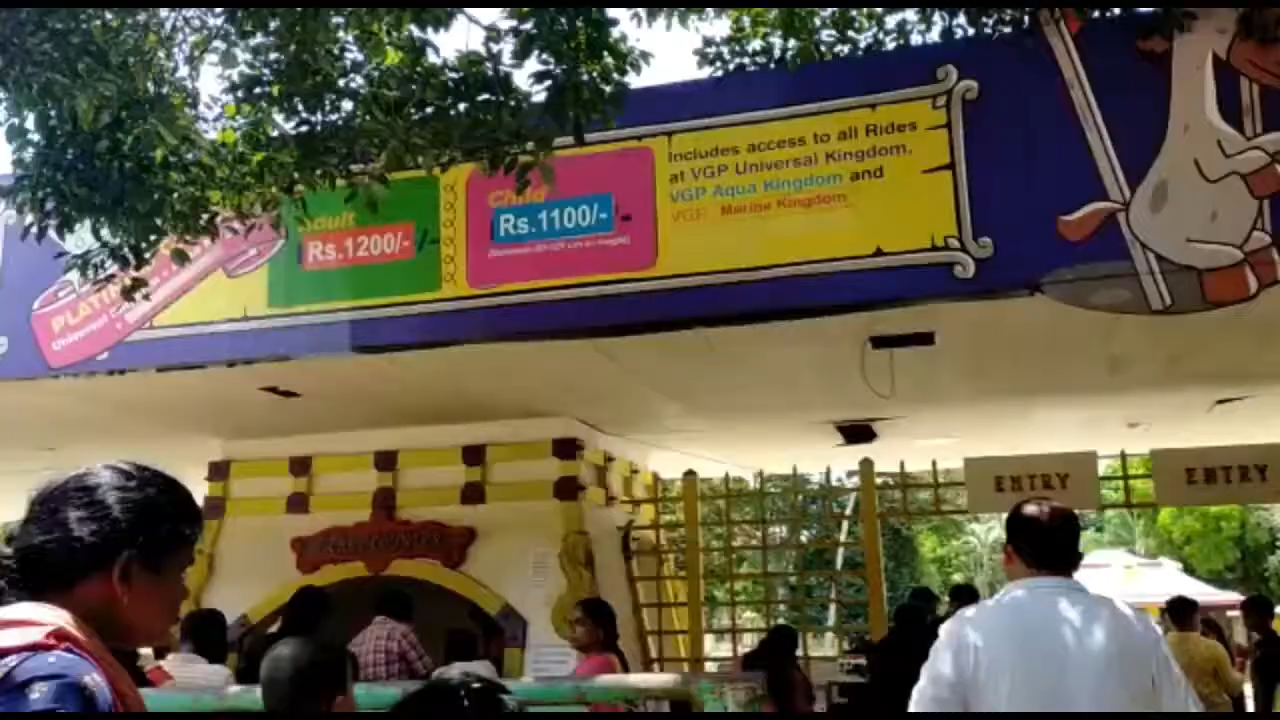 Adult
Rs.1200/-
Child
Rs.1100/-
Includes access to all Rides
at VGP Universal Kingdom,
VGP Aqua Kingdom and
VGP Marine Kingdom
ENTRY
ENTRY